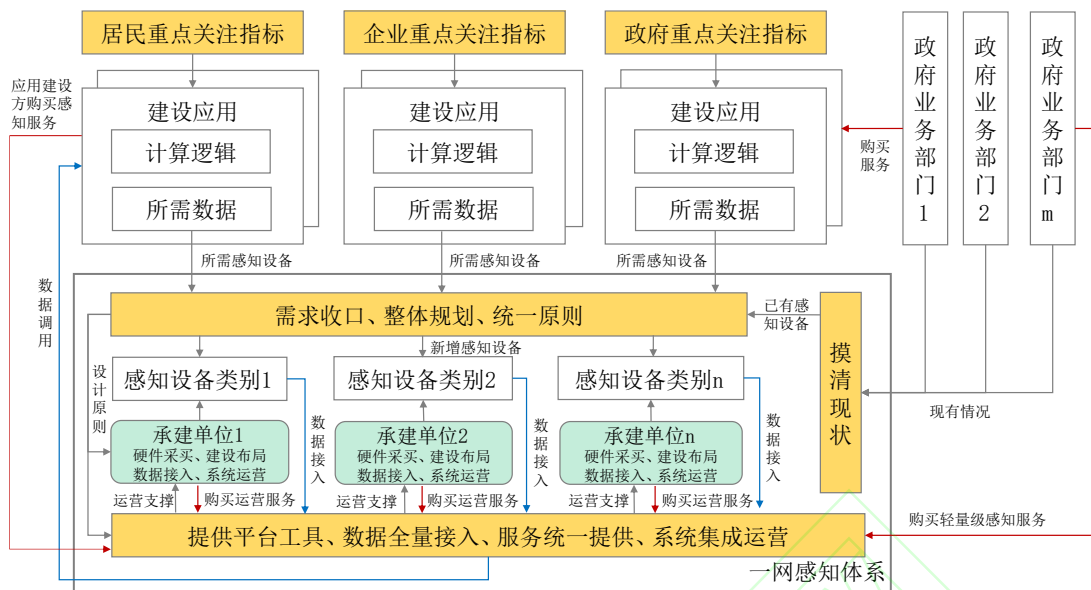 居民重点关注指标
企业重点关注指标
政府重点关注指标
应用建设
方购买感
知服务
建设应用
计算逻辑
所需数据
建设应用
计算逻辑
所需数据
建设应用
计算逻辑
所需数据
购买
服务
政府业务部门1
政府业务部门2
政府业务部门m
所需感知设备
所需感知设备
所需感知设备
数据调用
需求收口、整体规划、统一原则
已有感
知设备
摸清现状
现有情况
新增感知设备
设计原则
感知设备类别1
感知设备类别2
感知设备类别n
承建单位1
硬件采买、建设布局
数据接入、系统运营
数据接入
承建单位2
硬件采买、建设布局
数据接入、系统运营
数据接入
承建单位n
硬件采买、建设布局
数据接入、系统运营
数据接入
运营支撑
购买运营服务
运营支撑
购买运营服务
运营支撑
购买运营服务
购买轻量级感知服务
提供平台工具、数据全量接入、服务统一提供、系统集成运营
一网感知体系